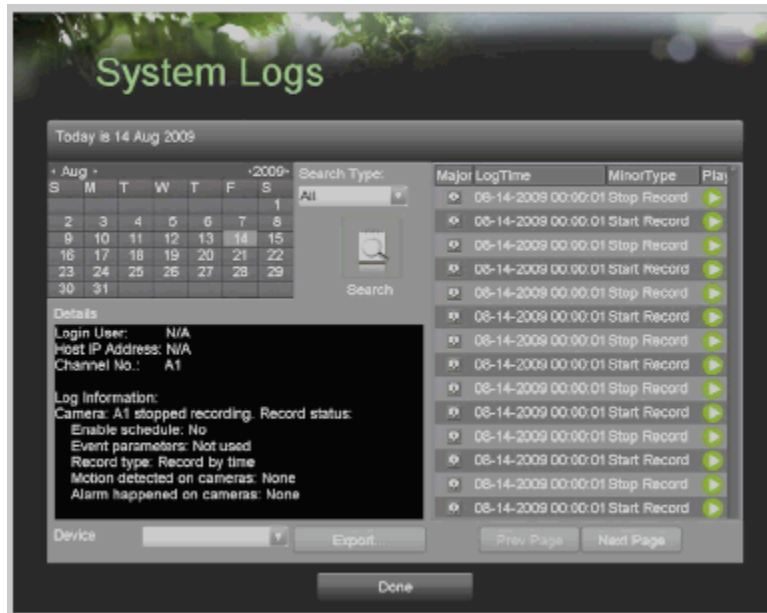 System Logs
Today is 14 Aug 2009
Aug 2009
S M T W T F S
1
2 3 4 5 6 7 8
9 10 11 12 13 14 15
16 17 18 19 20 21 22
23 24 25 26 27 28 29
30 31
Search Type:
All
Search
Details
Login User: N/A
Host IP Address: N/A
Channel No.: A1
Log Information:
Camera: A1 stopped recording. Record status:
Enable schedule: No
Event parameters: Not used
Record type: Record by time
Motion detected on cameras: None
Alarm happened on cameras: None
Major LogTime MinorType Play
08-14-2009 00:00:01 Stop Record
08-14-2009 00:00:01 Start Record
08-14-2009 00:00:01 Stop Record
08-14-2009 00:00:01 Start Record
08-14-2009 00:00:01 Stop Record
08-14-2009 00:00:01 Start Record
08-14-2009 00:00:01 Stop Record
08-14-2009 00:00:01 Start Record
08-14-2009 00:00:01 Stop Record
08-14-2009 00:00:01 Start Record
08-14-2009 00:00:01 Stop Record
08-14-2009 00:00:01 Start Record
08-14-2009 00:00:01 Start Record
08-14-2009 00:00:01 Start Record
Device
Export...
Prev Page
Next Page
Done